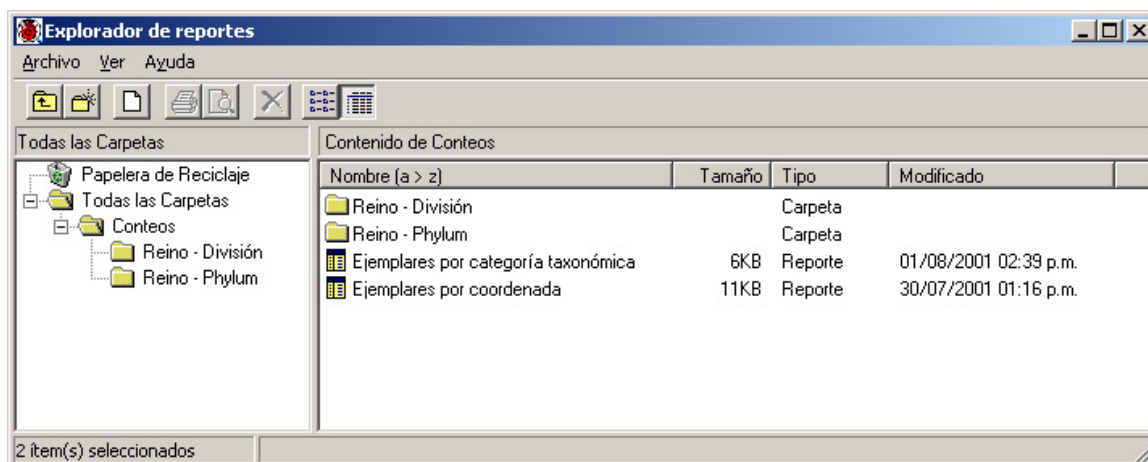 Explorador de reportes
Archivo Ver Ayuda
Todas las Carpetas
Contenido de Conteos
Papelera de Reciclaje
Todas las Carpetas
Conteos
Reino - División
Reino - Phylum
Nombre (a > z) Tamaño Tipo Modificado
Reino - División Carpeta
Reino - Phylum Carpeta
Ejemplares por categoría taxonómica 6KB Reporte 01/08/2001 02:39 p.m.
Ejemplares por coordenada 11KB Reporte 30/07/2001 01:16 p.m.
2 ítem(s) seleccionados